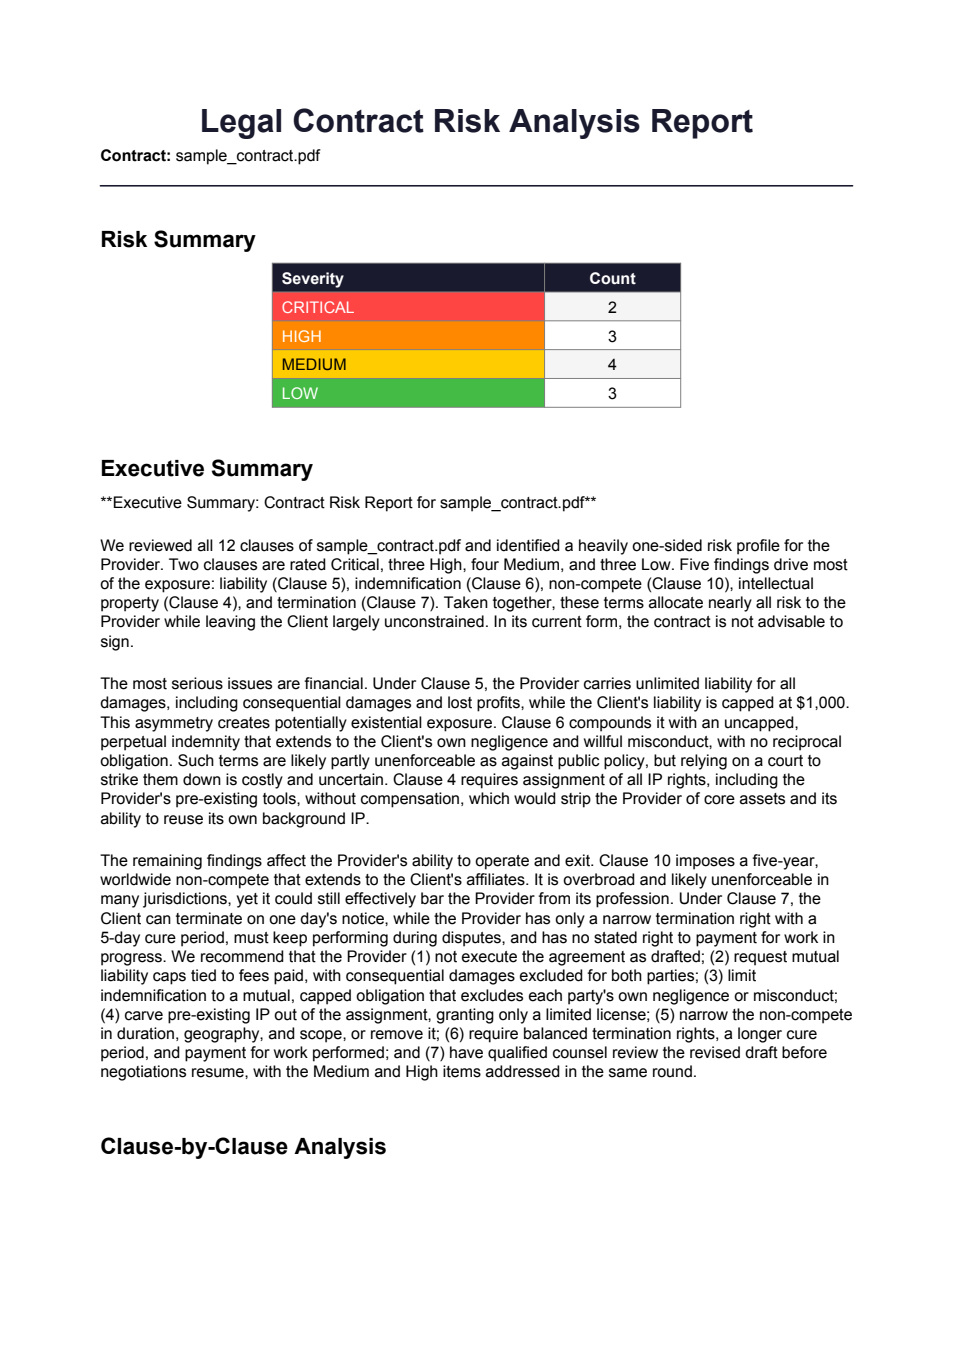 Legal Contract Risk Analysis Report
Contract: sample_contract.pdf
Risk Summary
Severity Count
CRITICAL 2
HIGH 3
MEDIUM 4
LOW 3
Executive Summary
**Executive Summary: Contract Risk Report for sample_contract.pdf**
We reviewed all 12 clauses of sample_contract.pdf and identified a heavily one-sided risk profile for the
Provider. Two clauses are rated Critical, three High, four Medium, and three Low. Five findings drive most
of the exposure: liability (Clause 5), indemnification (Clause 6), non-compete (Clause 10), intellectual
property (Clause 4), and termination (Clause 7). Taken together, these terms allocate nearly all risk to the
Provider while leaving the Client largely unconstrained. In its current form, the contract is not advisable to
sign.
The most serious issues are financial. Under Clause 5, the Provider carries unlimited liability for all
damages, including consequential damages and lost profits, while the Client's liability is capped at $1,000.
This asymmetry creates potentially existential exposure. Clause 6 compounds it with an uncapped,
perpetual indemnity that extends to the Client's own negligence and willful misconduct, with no reciprocal
obligation. Such terms are likely partly unenforceable as against public policy, but relying on a court to
strike them down is costly and uncertain. Clause 4 requires assignment of all IP rights, including the
Provider's pre-existing tools, without compensation, which would strip the Provider of core assets and its
ability to reuse its own background IP.
The remaining findings affect the Provider's ability to operate and exit. Clause 10 imposes a five-year,
worldwide non-compete that extends to the Client's affiliates. It is overbroad and likely unenforceable in
many jurisdictions, yet it could still effectively bar the Provider from its profession. Under Clause 7, the
Client can terminate on one day's notice, while the Provider has only a narrow termination right with a
5-day cure period, must keep performing during disputes, and has no stated right to payment for work in
progress. We recommend that the Provider (1) not execute the agreement as drafted; (2) request mutual
liability caps tied to fees paid, with consequential damages excluded for both parties; (3) limit
indemnification to a mutual, capped obligation that excludes each party's own negligence or misconduct;
(4) carve pre-existing IP out of the assignment, granting only a limited license; (5) narrow the non-compete
in duration, geography, and scope, or remove it; (6) require balanced termination rights, a longer cure
period, and payment for work performed; and (7) have qualified counsel review the revised draft before
negotiations resume, with the Medium and High items addressed in the same round.
Clause-by-Clause Analysis